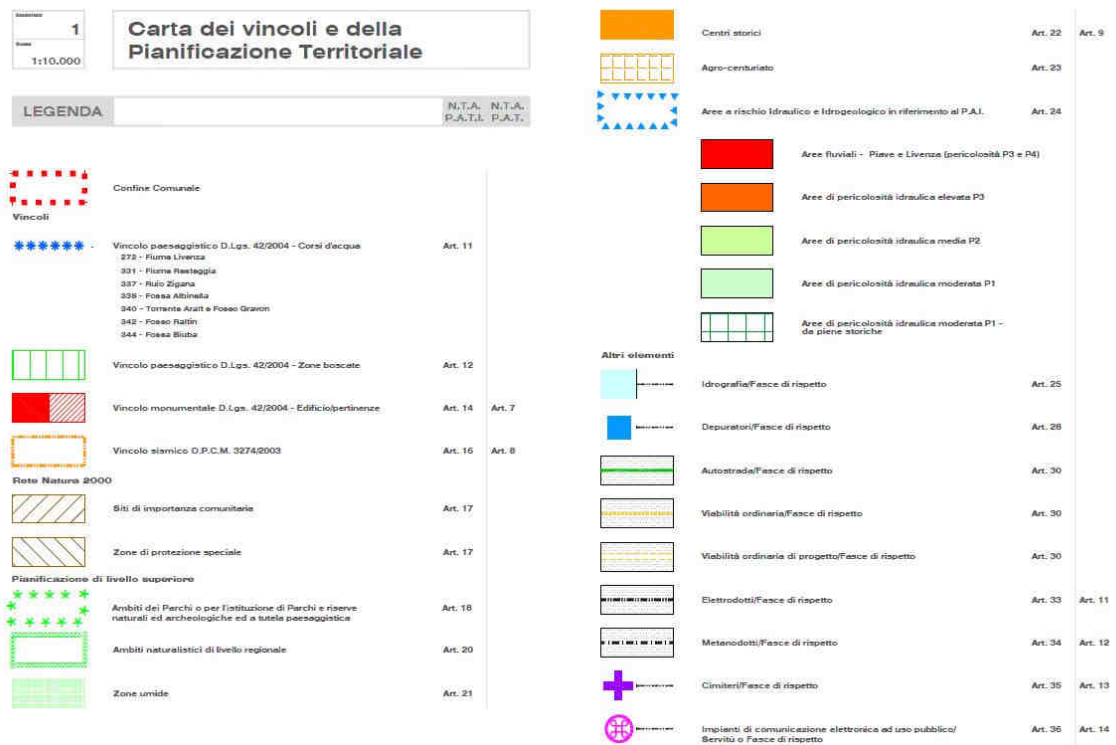 Elaborato
1
Scala
1:10.000
Carta dei vincoli e della
Pianificazione Territoriale
LEGENDA
N.T.A. N.T.A.
P.A.T.I. P.A.T.
Confine Comunale
Vincoli
Vincolo paesaggistico D.Lgs. 42/2004 - Corsi d'acqua Art. 11
272 - Fiume Livenza
331 - Fiume Rasteggia
337 - Ruio Zigana
338 - Fossa Albinella
340 - Torrente Aralt e Fosso Gravon
342 - Fosso Raltin
344 - Fossa Biuba
Vincolo paesaggistico D.Lgs. 42/2004 - Zone boscate Art. 12
Vincolo monumentale D.Lgs. 42/2004 - Edificio/pertinenze Art. 14 Art. 7
Vincolo sismico O.P.C.M. 3274/2003 Art. 16 Art. 8
Rete Natura 2000
Siti di importanza comunitaria Art. 17
Zone di protezione speciale Art. 17
Pianificazione di livello superiore
Ambiti dei Parchi o per l'istituzione di Parchi e riserve Art. 18
naturali ed archeologiche ed a tutela paesaggistica
Ambiti naturalistici di livello regionale Art. 20
Zone umide Art. 21
Centri storici Art. 22 Art. 9
Agro-centuriato Art. 23
Aree a rischio Idraulico e Idrogeologico in riferimento al P.A.I. Art. 24
Aree fluviali - Piave e Livenza (pericolosità P3 e P4)
Aree di pericolosità idraulica elevata P3
Aree di pericolosità idraulica media P2
Aree di pericolosità idraulica moderata P1
Aree di pericolosità idraulica moderata P1 -
da piene storiche
Altri elementi
Idrografia/Fasce di rispetto Art. 25
Depuratori/Fasce di rispetto Art. 28
Autostrada/Fasce di rispetto Art. 30
Viabilità ordinaria/Fasce di rispetto Art. 30
Viabilità ordinaria di progetto/Fasce di rispetto Art. 30
Elettrodotti/Fasce di rispetto Art. 33 Art. 11
Metanodotti/Fasce di rispetto Art. 34 Art. 12
Cimiteri/Fasce di rispetto Art. 35 Art. 13
Impianti di comunicazione elettronica ad uso pubblico/ Art. 36 Art. 14
Servitù o Fasce di rispetto